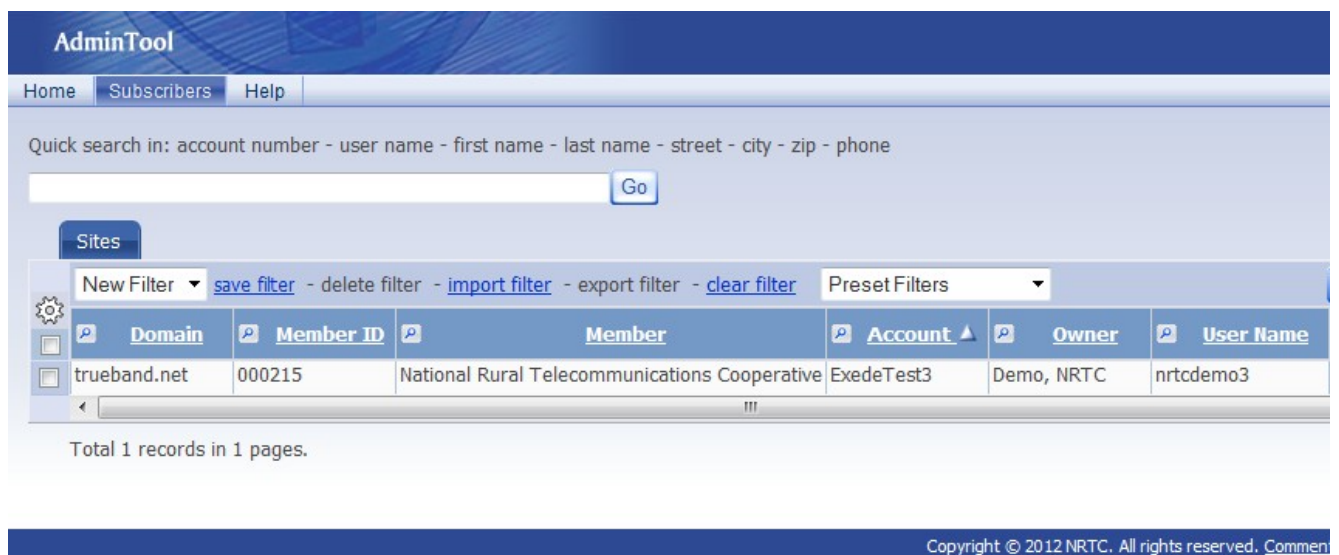 AdminTool
Home Subscribers Help
Quick search in: account number - user name - first name - last name - street - city - zip - phone
Go
Sites
New Filter save filter - delete filter - import filter - export filter - clear filter Preset Filters
Domain Member ID Member Account Owner User Name
trueband.net 000215 National Rural Telecommunications Cooperative ExedeTest3 Demo, NRTC nrtcdemo3
Total 1 records in 1 pages.
Copyright © 2012 NRTC. All rights reserved. Comment